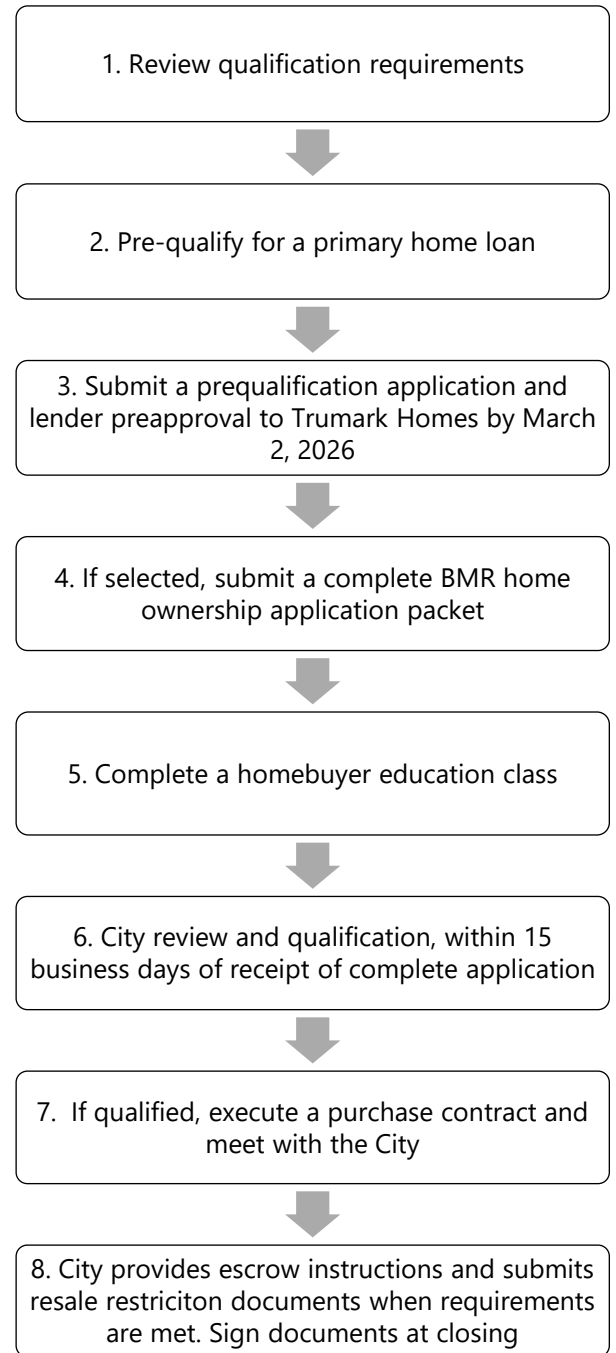 1. Review qualification requirements
2. Pre-qualify for a primary home loan
3. Submit a prequalification application and
lender preapproval to Trumark Homes by March
2, 2026
4. If selected, submit a complete BMR home
ownership application packet
5. Complete a homebuyer education class
6. City review and qualification, within 15
business days of receipt of complete application
7.  If qualified, execute a purchase contract and
meet with the City
8. City provides escrow instructions and submits
resale restriciton documents when requirements
are met. Sign documents at closing